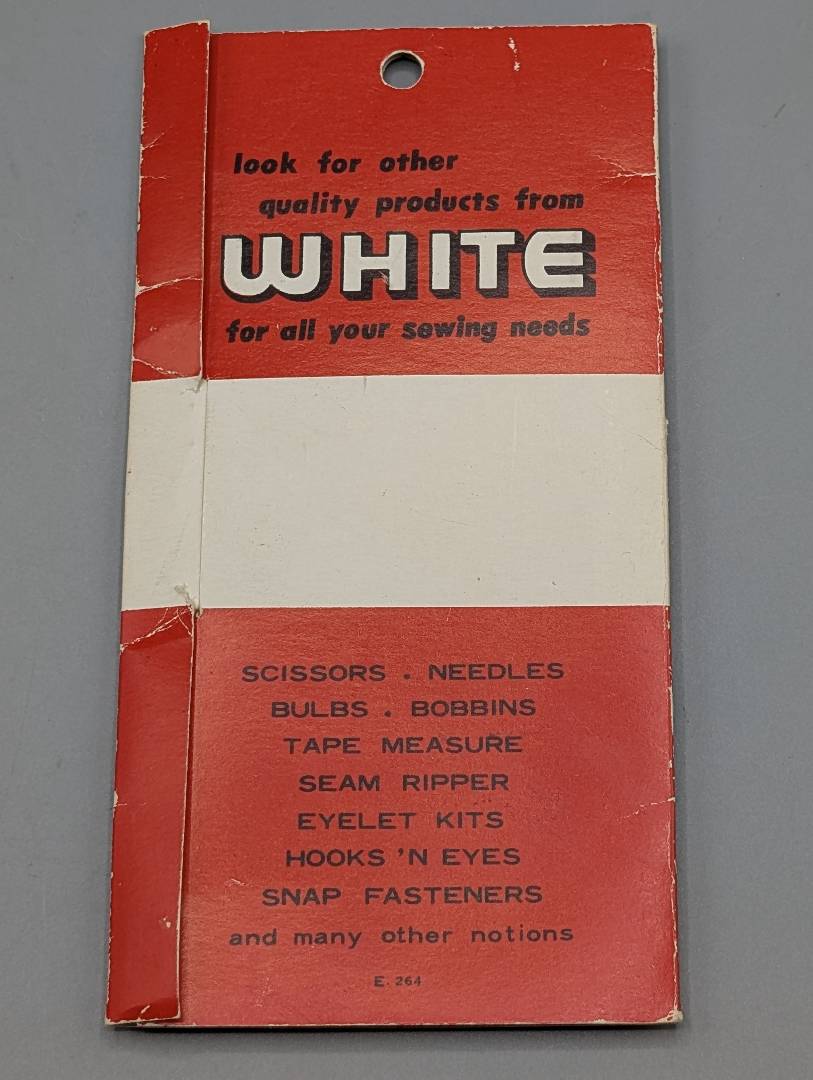 look for other
quality products from
WHITE
for all your sewing needs
SCISSORS . NEEDLES
BULBS . BOBBINS
TAPE MEASURE
SEAM RIPPER
EYELET KITS
HOOKS 'N EYES
SNAP FASTENERS
and many other notions
E. 264